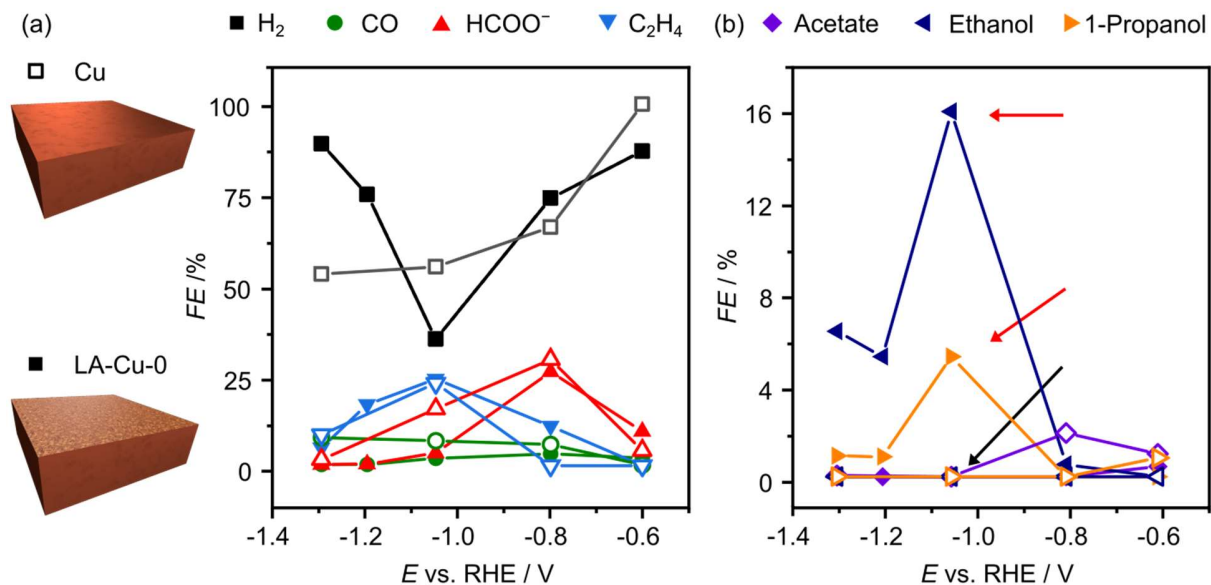 (a) ■ H₂ ● CO ▲ HCOO⁻ ▼ C₂H₄ (b) ◆ Acetate ◄ Ethanol ► 1-Propanol
□ Cu
■ LA-Cu-0
FE /%
100
75
50
25
0
-1.4 -1.2 -1.0 -0.8 -0.6
E vs. RHE / V
FE / %
16
12
8
4
0
-1.4 -1.2 -1.0 -0.8 -0.6
E vs. RHE / V